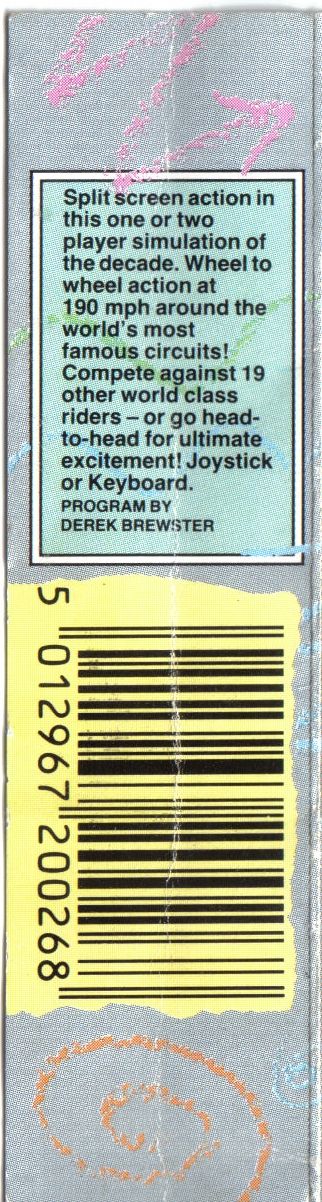 Split screen action in
this one or two
player simulation of
the decade. Wheel to
wheel action at
190 mph around the
world's most
famous circuits!
Compete against 19
other world class
riders – or go head-
to-head for ultimate
excitement! Joystick
or Keyboard.
PROGRAM BY
DEREK BREWSTER
5 012967 200268